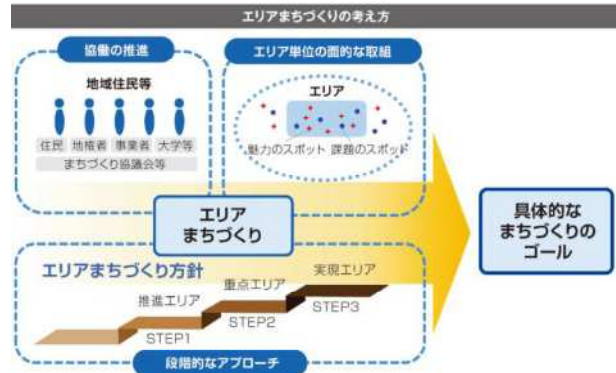 エリアまちづくりの考え方
協働の推進
地域住民等
住民 地権者 事業者 大学等
まちづくり協議会等
エリア単位の面的な取組
エリア
魅力のスポット 課題のスポット
エリア
まちづくり
具体的な
まちづくりの
ゴール
エリアまちづくり方針
推進エリア
STEP1
重点エリア
STEP2
実現エリア
STEP3
段階的なアプローチ